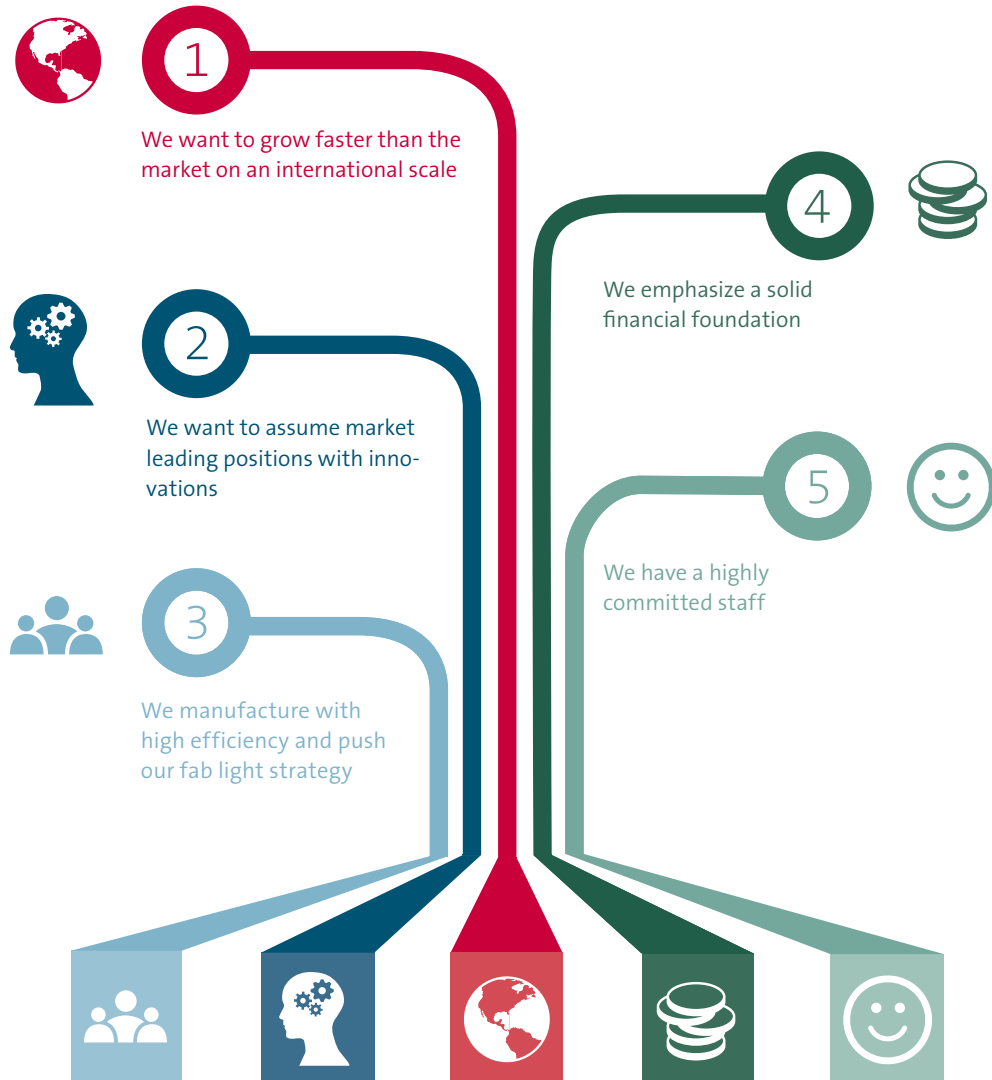 1
We want to grow faster than the
market on an international scale
2
We want to assume market
leading positions with inno-
vations
3
We manufacture with
high efficiency and push
our fab light strategy
4
We emphasize a solid
financial foundation
5
We have a highly
committed staff